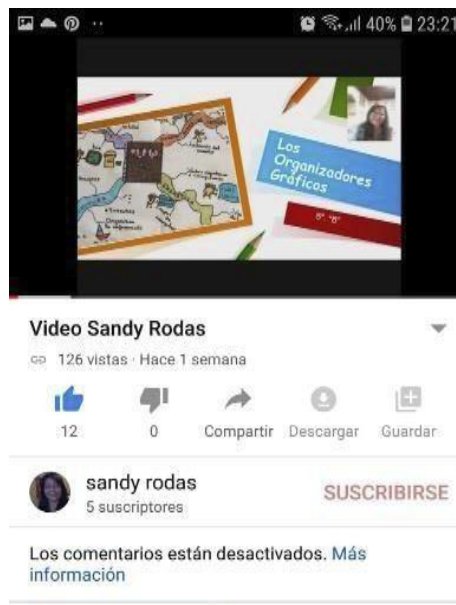 40% 23:21
Los
Organizadores
Gráficos
Video Sandy Rodas
126 vistas · Hace 1 semana
12
0
Compartir
Descargar
Guardar
sandy rodas
5 suscriptores
SUSCRIBIRSE
Los comentarios están desactivados. Más
información